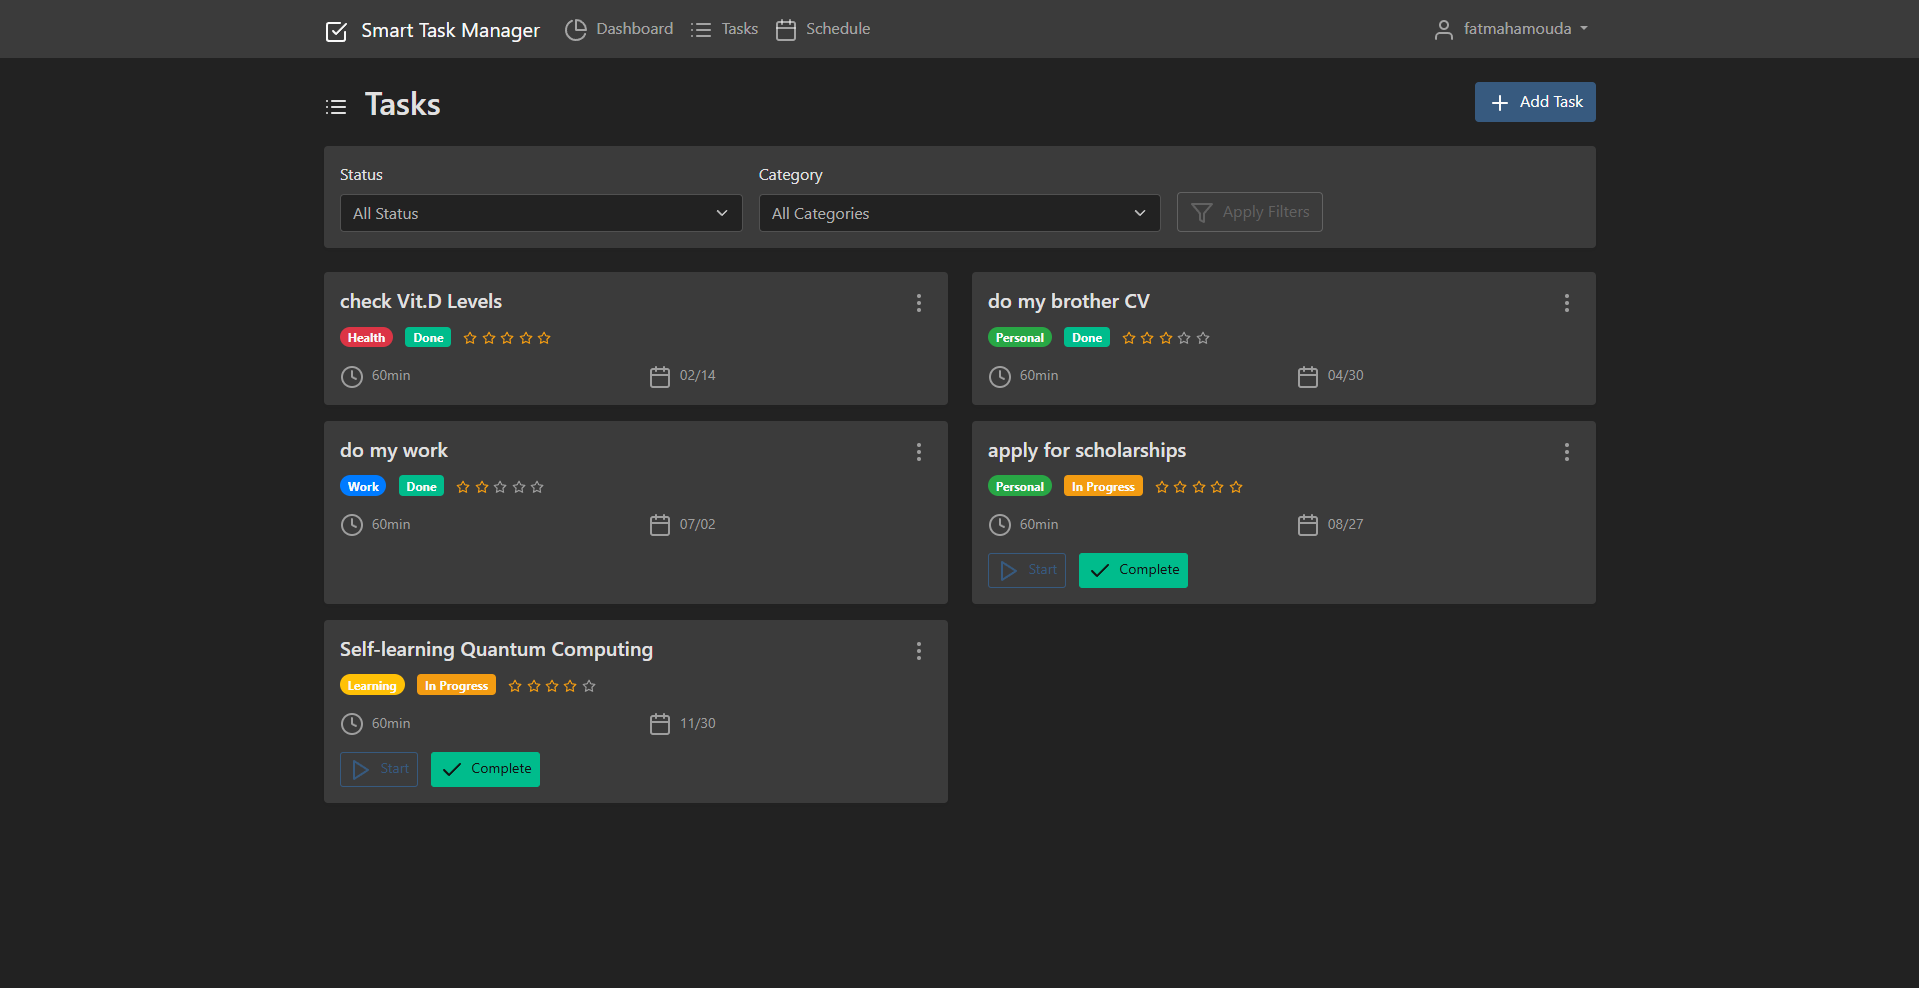 Smart Task Manager Dashboard Tasks Schedule fatmahamouda
Tasks Add Task
Status Category
All Status All Categories Apply Filters
check Vit.D Levels
Health Done
60min 02/14
do my brother CV
Personal Done
60min 04/30
do my work
Work Done
60min 07/02
apply for scholarships
Personal In Progress
60min 08/27
Start Complete
Self-learning Quantum Computing
Learning In Progress
60min 11/30
Start Complete